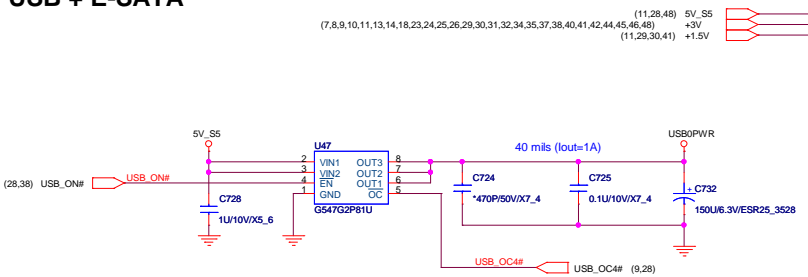 USB + E-SATA
(11,28,48) 5V_S5
(7,8,9,10,11,13,14,18,23,24,25,26,29,30,31,32,34,35,37,38,40,41,42,44,45,46,48) +3V
(11,29,30,41) +1.5V
5V_S5
U47
40 mils (Iout=1A)
USB0PWR
2 VIN1 OUT3 8
3 VIN2 OUT2 7
4 EN OUT1 6
1 GND OC 5
G547G2P81U
(28,38) USB_ON# USB_ON#
C728
1U/10V/X5_6
C724
*470P/50V/X7_4
C725
0.1U/10V/X7_4
+ C732
150U/6.3V/ESR25_3528
USB_OC4# USB_OC4# (9,28)